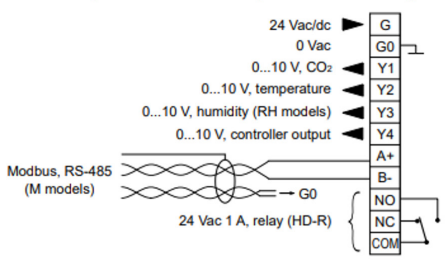 24 Vac/dc G
0 Vac G0
0...10 V, CO₂ Y1
0...10 V, temperature Y2
0...10 V, humidity (RH models) Y3
0...10 V, controller output Y4
A+
Modbus, RS-485
(M models)
B-
G0
NO
24 Vac 1 A, relay (HD-R) NC
COM